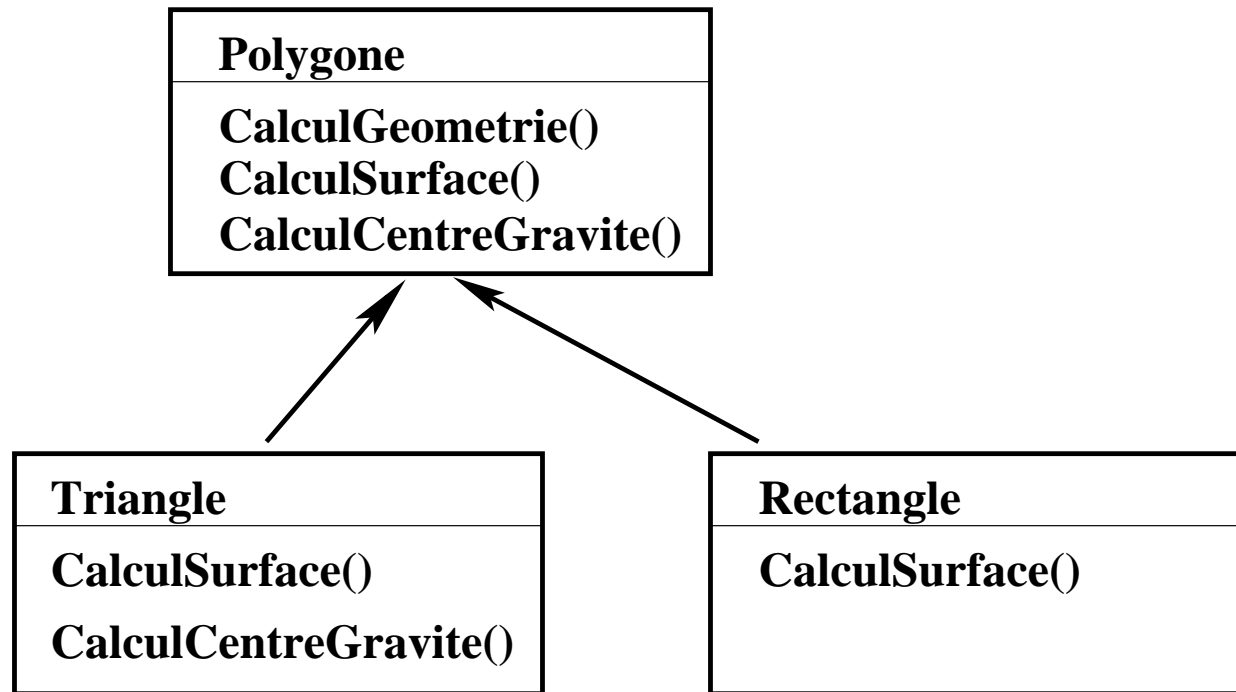 Polygone
CalculGeometrie()
CalculSurface()
CalculCentreGravite()
Triangle
CalculSurface()
CalculCentreGravite()
Rectangle
CalculSurface()